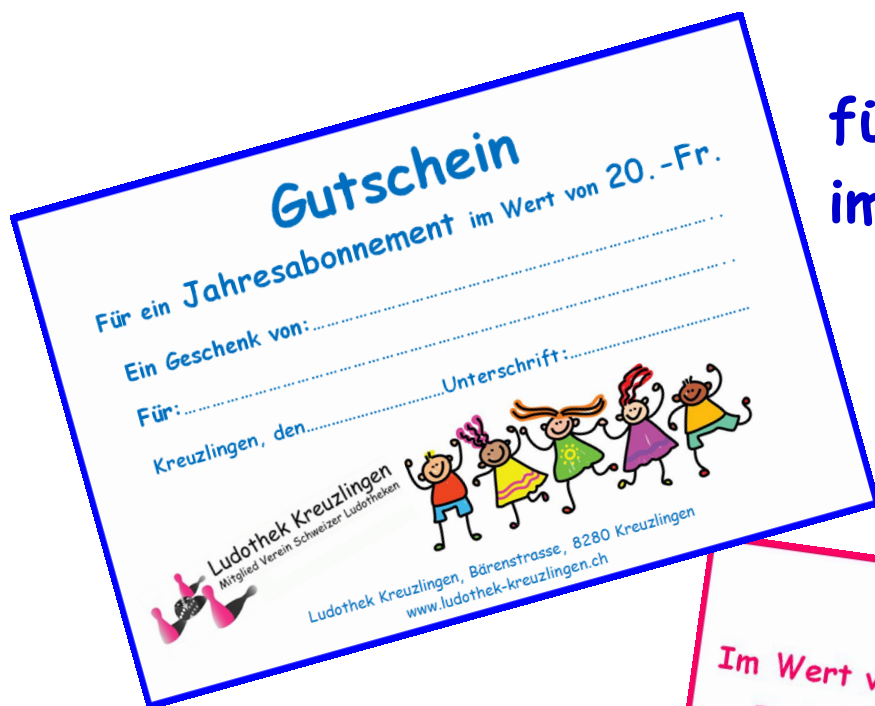 Gutschein
Für ein Jahresabonnement im Wert von 20.-Fr.
Ein Geschenk von:..............................................................
Für:..............................................................................
Kreuzlingen, den..............................Unterschrift:........................................
Ludothek Kreuzlingen
Mitglied Verein Schweizer Ludotheken
Ludothek Kreuzlingen, Bärenstrasse, 8280 Kreuzlingen
www.ludothek-kreuzlingen.ch
im
Im Wert